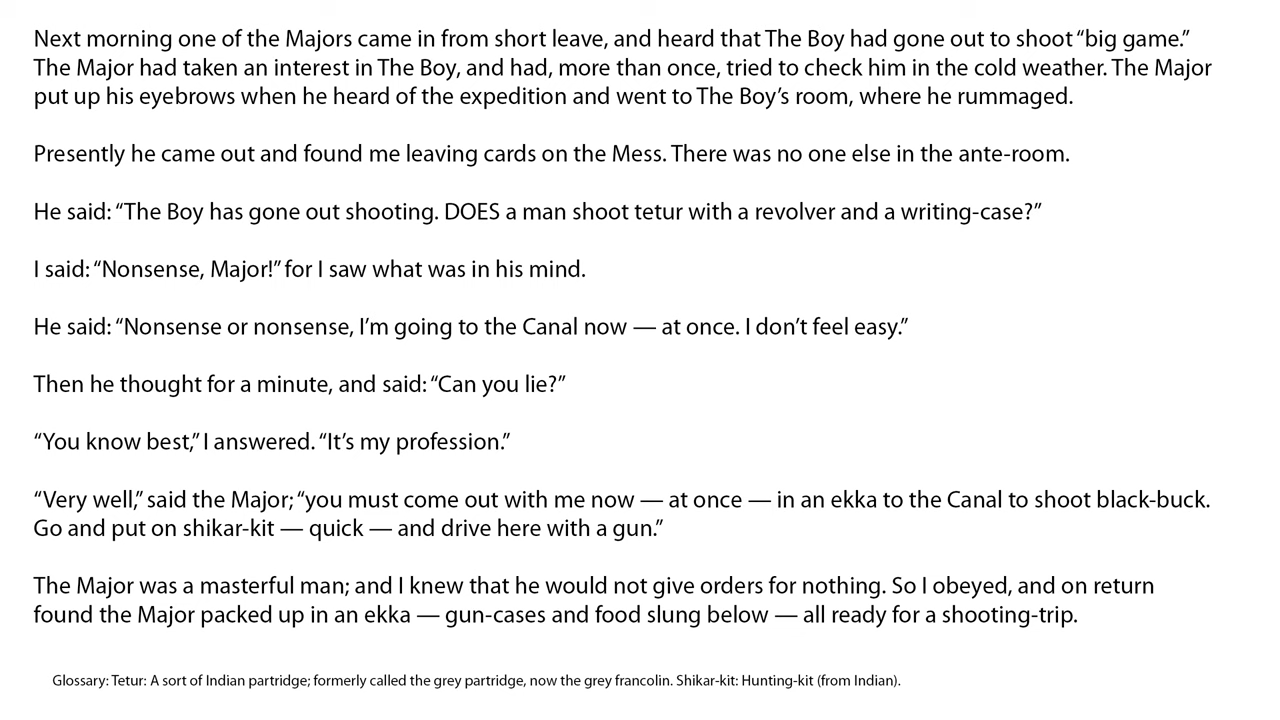 Next morning one of the Majors came in from short leave, and heard that The Boy had gone out to shoot “big game.”
The Major had taken an interest in The Boy, and had, more than once, tried to check him in the cold weather. The Major
put up his eyebrows when he heard of the expedition and went to The Boy’s room, where he rummaged.
Presently he came out and found me leaving cards on the Mess. There was no one else in the ante-room.
He said: “The Boy has gone out shooting. DOES a man shoot tetur with a revolver and a writing-case?”
I said: “Nonsense, Major!” for I saw what was in his mind.
He said: “Nonsense or nonsense, I’m going to the Canal now — at once. I don’t feel easy.”
Then he thought for a minute, and said: “Can you lie?”
“You know best,” I answered. “It’s my profession.”
“Very well,” said the Major; “you must come out with me now — at once — in an ekka to the Canal to shoot black-buck.
Go and put on shikar-kit — quick — and drive here with a gun.”
The Major was a masterful man; and I knew that he would not give orders for nothing. So I obeyed, and on return
found the Major packed up in an ekka — gun-cases and food slung below — all ready for a shooting-trip.
Glossary: Tetur: A sort of Indian partridge; formerly called the grey partridge, now the grey francolin. Shikar-kit: Hunting-kit (from Indian).